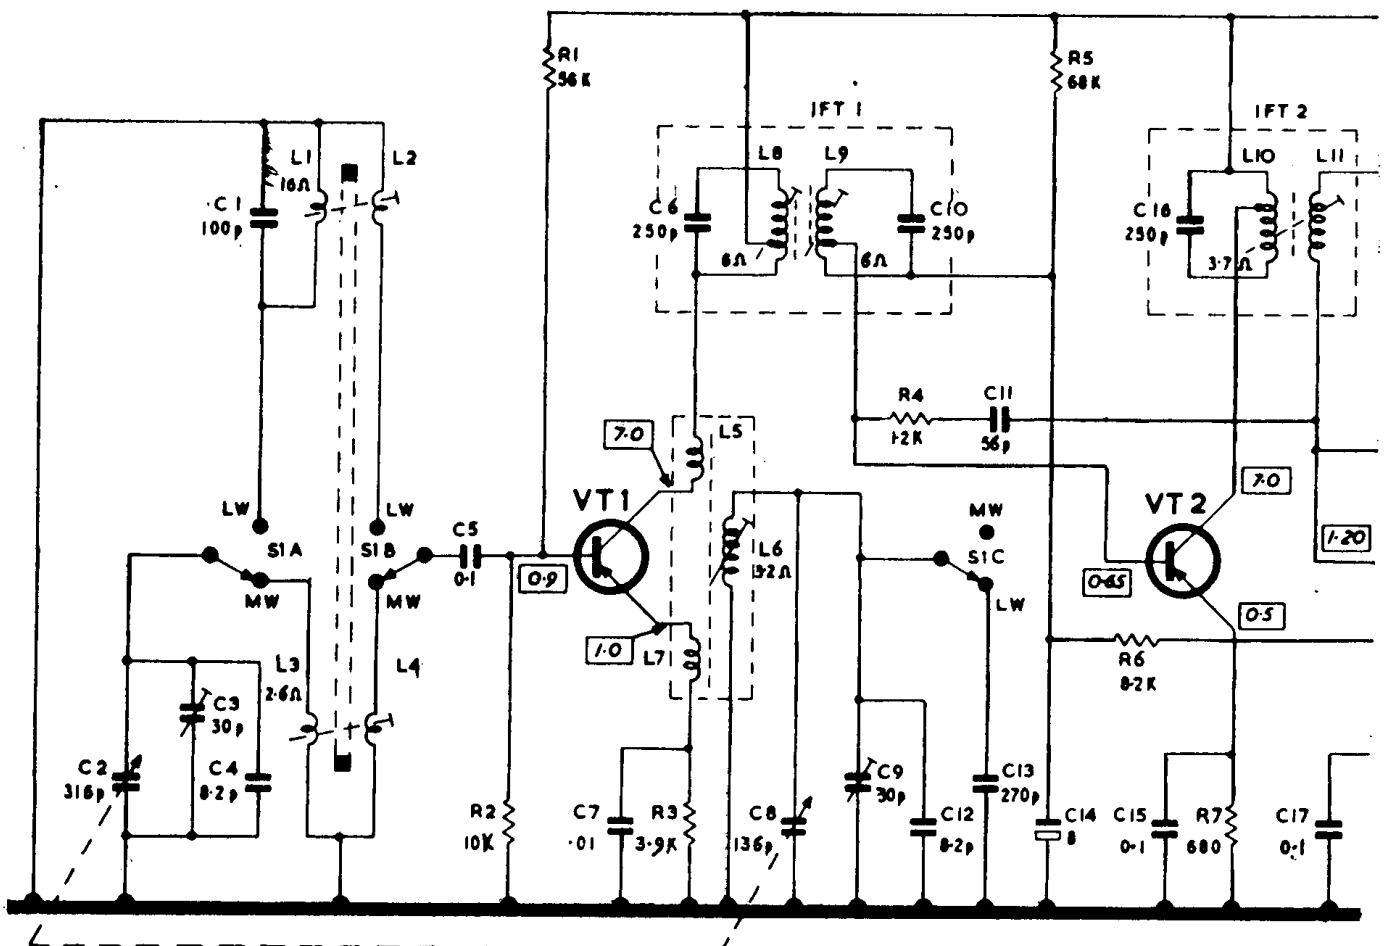 R1
56K
R5
68K
IFT 1
IFT 2
L1
16Ω
L2
L8
L9
L10
L11
C1
100p
C6
250p
C10
250p
C16
250p
6Ω
6Ω
3.7Ω
R4
1.2K
C11
56p
7.0
L5
LW
LW
S1A
S1B
C5
0.1
VT1
0.9
L6
3.2Ω
MW
S1C
LW
7.0
VT2
1.20
0.65
0.5
MW
MW
1.0
L7
R6
8.2K
L3
2.6Ω
L4
C3
30p
C2
316p
C4
8.2p
R2
10K
C7
.01
R3
3.9K
C8
136p
C9
30p
C12
8.2p
C13
270p
C14
8
C15
0.1
R7
680
C17
0.1